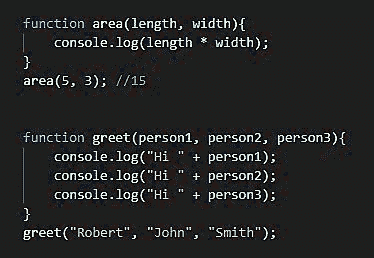 function area(length, width){
    console.log(length * width);
}
area(5, 3); //15
function greet(person1, person2, person3){
    console.log("Hi " + person1);
    console.log("Hi " + person2);
    console.log("Hi " + person3);
}
greet("Robert", "John", "Smith");